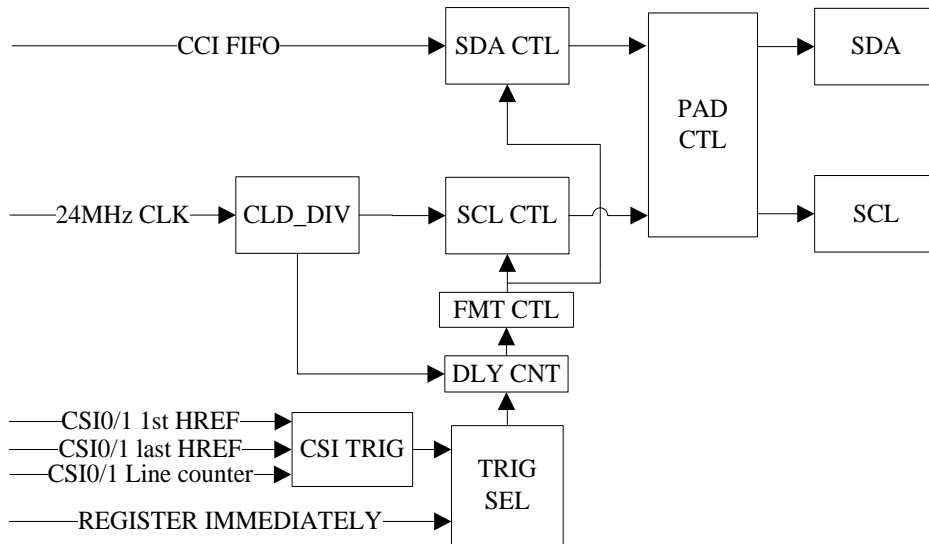 CCI FIFO
SDA CTL
SDA
PAD
CTL
24MHz CLK
CLD_DIV
SCL CTL
SCL
FMT CTL
DLY CNT
CSI0/1 1st HREF
CSI0/1 last HREF
CSI0/1 Line counter
CSI TRIG
TRIG
SEL
REGISTER IMMEDIATELY